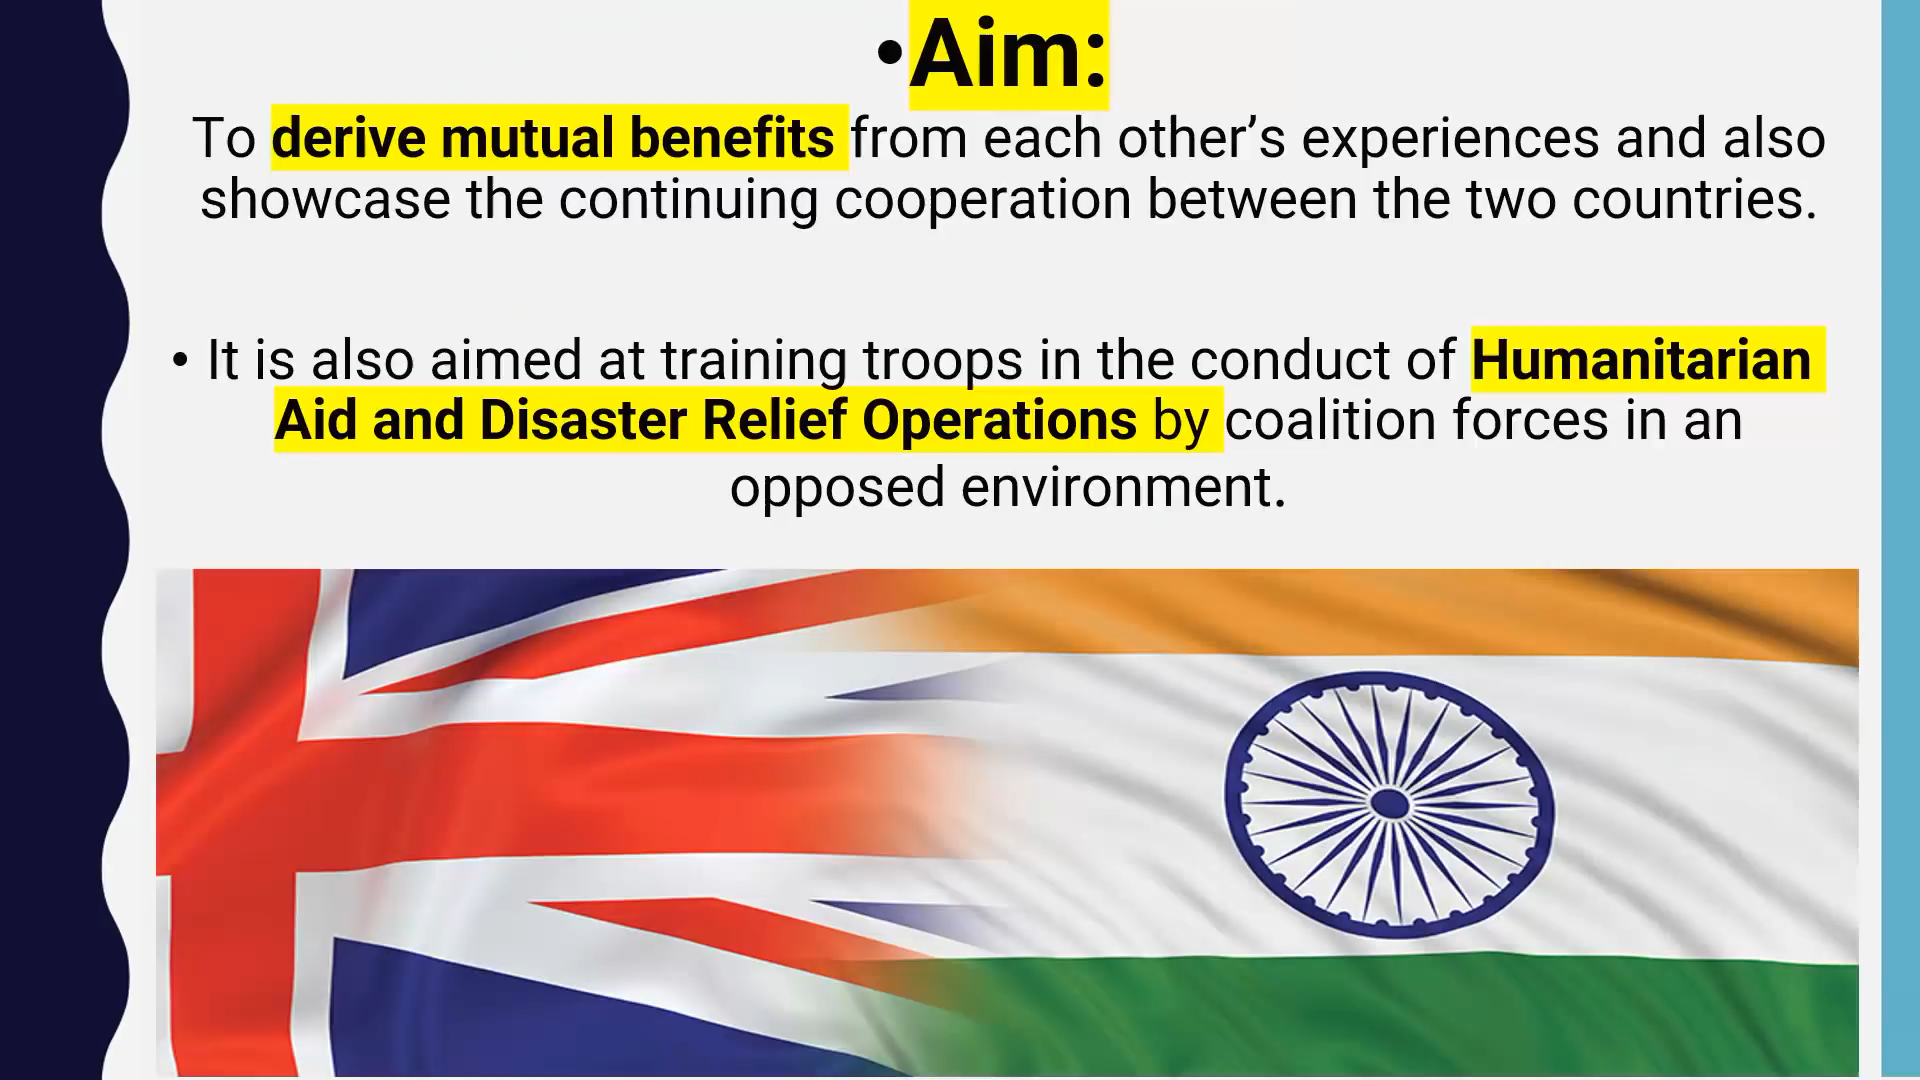 •Aim:
To derive mutual benefits from each other’s experiences and also
showcase the continuing cooperation between the two countries.
• It is also aimed at training troops in the conduct of Humanitarian
Aid and Disaster Relief Operations by coalition forces in an
opposed environment.